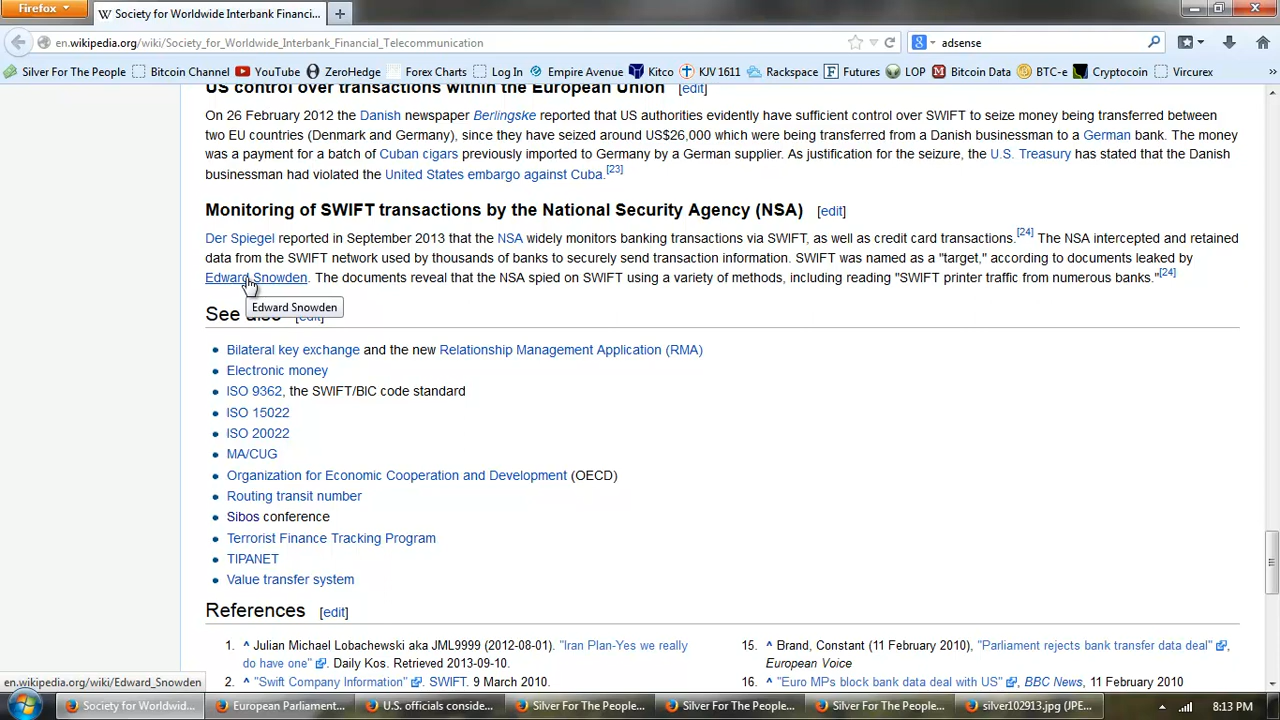 Firefox
Society for Worldwide Interbank Financi...
en.wikipedia.org/wiki/Society_for_Worldwide_Interbank_Financial_Telecommunication
adsense
Silver For The People Bitcoin Channel YouTube ZeroHedge Forex Charts Log In Empire Avenue Kitco KJV 1611 Rackspace Futures LOP Bitcoin Data BTC-e Cryptocoin Vircurex »
US control over transactions within the European Union [edit]
On 26 February 2012 the Danish newspaper Berlingske reported that US authorities evidently have sufficient control over SWIFT to seize money being transferred between
two EU countries (Denmark and Germany), since they have seized around US$26,000 which were being transferred from a Danish businessman to a German bank. The money
was a payment for a batch of Cuban cigars previously imported to Germany by a German supplier. As justification for the seizure, the U.S. Treasury has stated that the Danish
businessman had violated the United States embargo against Cuba.[23]
Monitoring of SWIFT transactions by the National Security Agency (NSA) [edit]
Der Spiegel reported in September 2013 that the NSA widely monitors banking transactions via SWIFT, as well as credit card transactions.[24] The NSA intercepted and retained
data from the SWIFT network used by thousands of banks to securely send transaction information. SWIFT was named as a "target," according to documents leaked by
Edward Snowden. The documents reveal that the NSA spied on SWIFT using a variety of methods, including reading "SWIFT printer traffic from numerous banks."[24]
Edward Snowden
See also [edit]
Bilateral key exchange and the new Relationship Management Application (RMA)
Electronic money
ISO 9362, the SWIFT/BIC code standard
ISO 15022
ISO 20022
MA/CUG
Organization for Economic Cooperation and Development (OECD)
Routing transit number
Sibos conference
Terrorist Finance Tracking Program
TIPANET
Value transfer system
References [edit]
1. ^ Julian Michael Lobachewski aka JML9999 (2012-08-01). "Iran Plan-Yes we really
do have one" . Daily Kos. Retrieved 2013-09-10.
2. ^ "Swift Company Information" . SWIFT. 9 March 2010.
15. ^ Brand, Constant (11 February 2010), "Parliament rejects bank transfer data deal" ,
European Voice
16. ^ "Euro MPs block bank data deal with US" , BBC News, 11 February 2010
en.wikipedia.org/wiki/Edward_Snowden
Society for Worldwid... European Parliament... U.S. officials conside... Silver For The People... Silver For The People... Silver For The People... silver102913.jpg (JPE... 8:13 PM